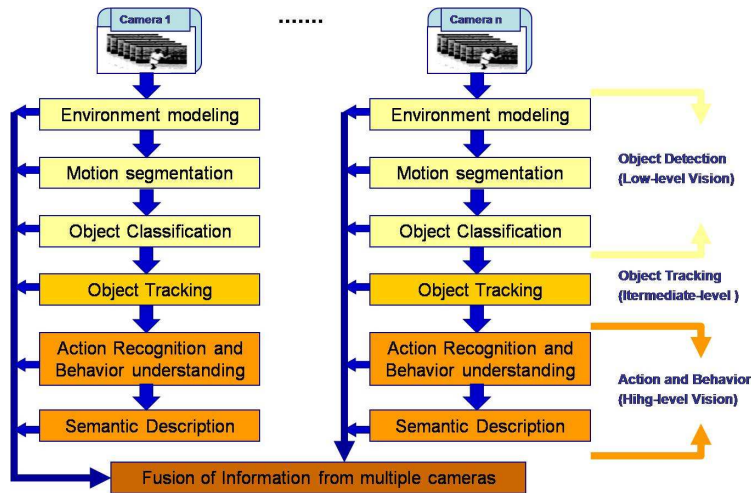 Camera 1
.......
Camera n
Environment modeling
Motion segmentation
Object Classification
Object Tracking
Action Recognition and
Behavior understanding
Semantic Description
Environment modeling
Motion segmentation
Object Classification
Object Tracking
Action Recognition and
Behavior understanding
Semantic Description
Object Detection
(Low-level Vision)
Object Tracking
(Itermediate-level )
Action and Behavior
(Hihg-level Vision)
Fusion of Information from multiple cameras